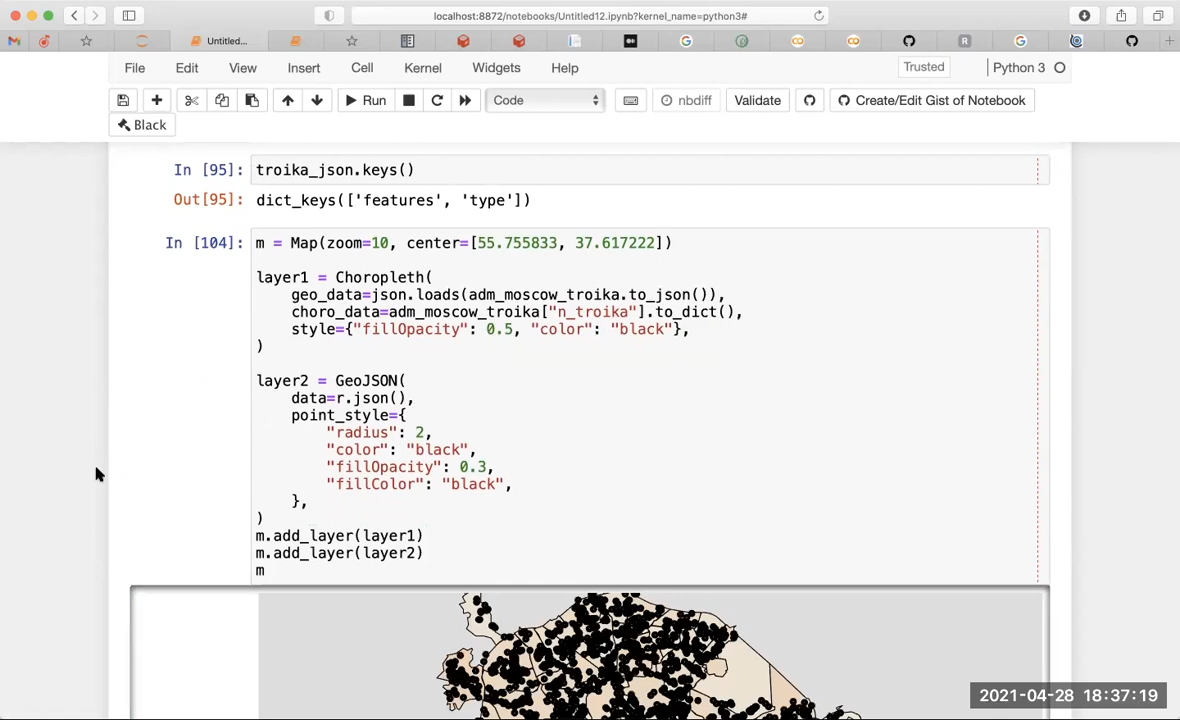 localhost:8872/notebooks/Untitled12.ipynb?kernel_name=python3#
Untitled...
File Edit View Insert Cell Kernel Widgets Help Trusted Python 3
Run Code nbdiff Validate Create/Edit Gist of Notebook
Black
In [95]: troika_json.keys()
Out[95]: dict_keys(['features', 'type'])
In [104]: m = Map(zoom=10, center=[55.755833, 37.617222])
layer1 = Choropleth(
geo_data=json.loads(adm_moscow_troika.to_json()),
choro_data=adm_moscow_troika["n_troika"].to_dict(),
style={"fillOpacity": 0.5, "color": "black"},
)
layer2 = GeoJSON(
data=r.json(),
point_style={
"radius": 2,
"color": "black",
"fillOpacity": 0.3,
"fillColor": "black",
},
)
m.add_layer(layer1)
m.add_layer(layer2)
m
2021-04-28 18:37:19